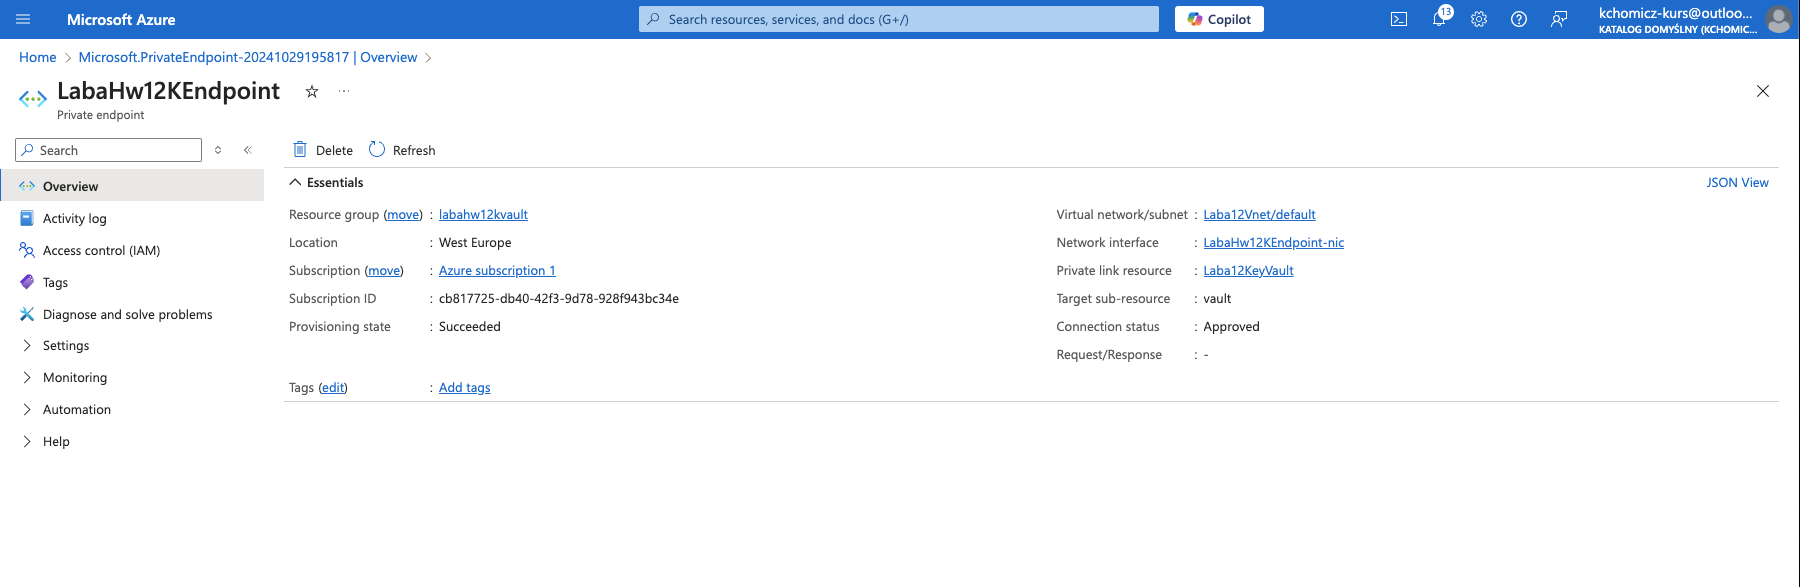 Microsoft Azure
Search resources, services, and docs (G+/)
Copilot
13
kchomicz-kurs@outloo...
KATALOG DOMYŚLNY (KCHOMIC...
Home > Microsoft.PrivateEndpoint-20241029195817 | Overview >
LabaHw12KEndpoint
Private endpoint
Search
Overview
Activity log
Access control (IAM)
Tags
Diagnose and solve problems
Settings
Monitoring
Automation
Help
Delete
Refresh
Essentials
JSON View
Resource group (move) : labahw12kvault
Location : West Europe
Subscription (move) : Azure subscription 1
Subscription ID : cb817725-db40-42f3-9d78-928f943bc34e
Provisioning state : Succeeded
Virtual network/subnet : Laba12Vnet/default
Network interface : LabaHw12KEndpoint-nic
Private link resource : Laba12KeyVault
Target sub-resource : vault
Connection status : Approved
Request/Response : -
Tags (edit) : Add tags